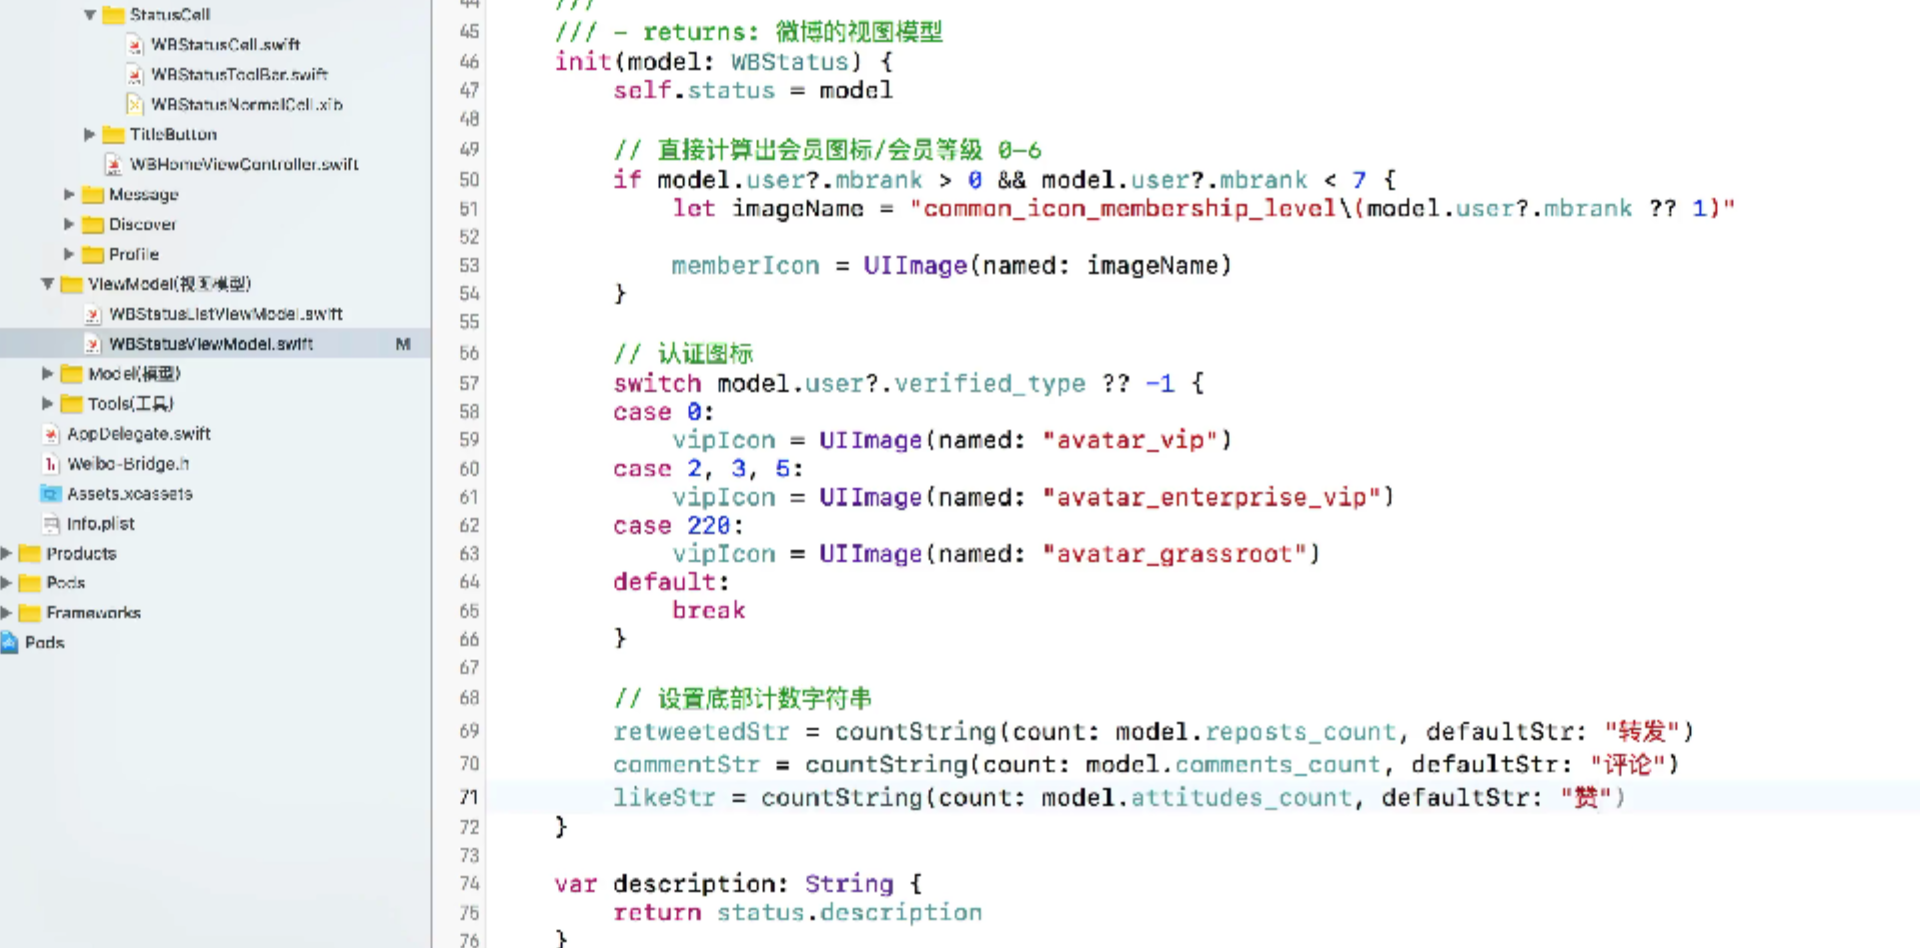 StatusCell
WBStatusCell.swift
WBStatusToolBar.swift
WBStatusNormalCell.xib
TitleButton
WBHomeViewController.swift
Message
Discover
Profile
ViewModel(视图模型)
WBStatusListViewModel.swift
WBStatusViewModel.swift M
Model(模型)
Tools(工具)
AppDelegate.swift
Weibo-Bridge.h
Assets.xcassets
Info.plist
Products
Pods
Frameworks
Pods
44 ///
45 /// - returns: 微博的视图模型
46 init(model: WBStatus) {
47 self.status = model
48
49 // 直接计算出会员图标/会员等级 0-6
50 if model.user?.mbrank > 0 && model.user?.mbrank < 7 {
51 let imageName = "common_icon_membership_level\(model.user?.mbrank ?? 1)"
52
53 memberIcon = UIImage(named: imageName)
54 }
55
56 // 认证图标
57 switch model.user?.verified_type ?? -1 {
58 case 0:
59 vipIcon = UIImage(named: "avatar_vip")
60 case 2, 3, 5:
61 vipIcon = UIImage(named: "avatar_enterprise_vip")
62 case 220:
63 vipIcon = UIImage(named: "avatar_grassroot")
64 default:
65 break
66 }
67
68 // 设置底部计数字符串
69 retweetedStr = countString(count: model.reposts_count, defaultStr: "转发")
70 commentStr = countString(count: model.comments_count, defaultStr: "评论")
71 likeStr = countString(count: model.attitudes_count, defaultStr: "赞")
72 }
73
74 var description: String {
75 return status.description
76 }